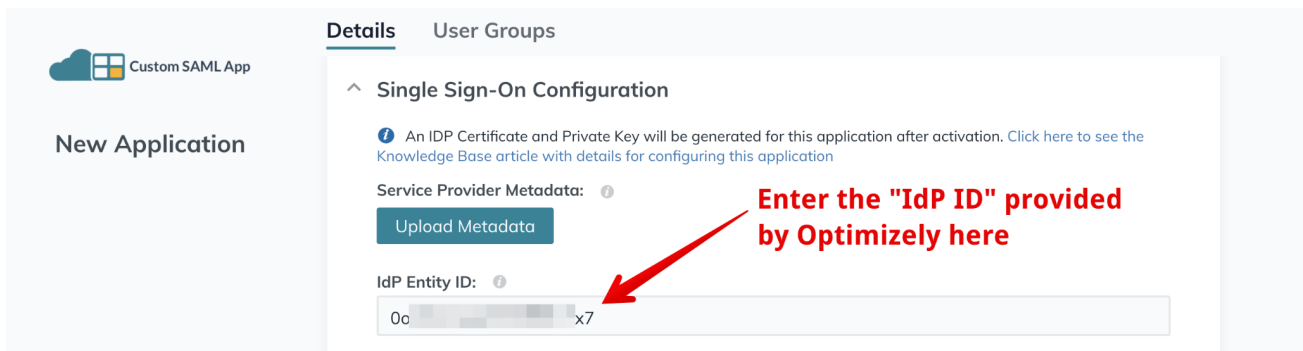 Details User Groups
Custom SAML App
New Application
Single Sign-On Configuration
An IDP Certificate and Private Key will be generated for this application after activation. Click here to see the
Knowledge Base article with details for configuring this application
Service Provider Metadata:
Upload Metadata
Enter the "IdP ID" provided
by Optimizely here
IdP Entity ID:
0o x7